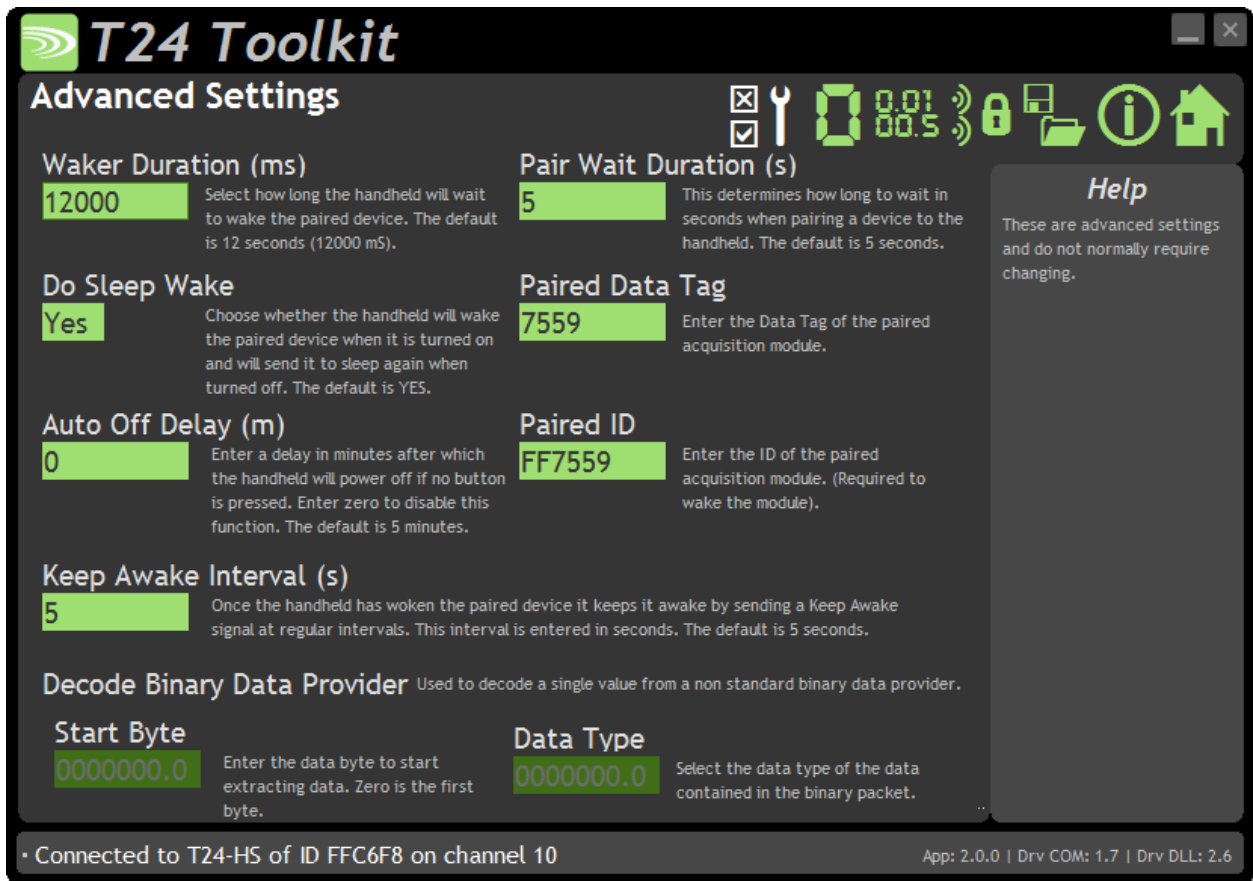 T24 Toolkit
Advanced Settings
0.01
00.5
Waker Duration (ms)
12000
Select how long the handheld will wait
to wake the paired device. The default
is 12 seconds (12000 mS).
Pair Wait Duration (s)
5
This determines how long to wait in
seconds when pairing a device to the
handheld. The default is 5 seconds.
Do Sleep Wake
Yes
Choose whether the handheld will wake
the paired device when it is turned on
and will send it to sleep again when
turned off. The default is YES.
Paired Data Tag
7559
Enter the Data Tag of the paired
acquisition module.
Auto Off Delay (m)
0
Enter a delay in minutes after which
the handheld will power off if no button
is pressed. Enter zero to disable this
function. The default is 5 minutes.
Paired ID
FF7559
Enter the ID of the paired
acquisition module. (Required to
wake the module).
Keep Awake Interval (s)
5
Once the handheld has woken the paired device it keeps it awake by sending a Keep Awake
signal at regular intervals. This interval is entered in seconds. The default is 5 seconds.
Decode Binary Data Provider Used to decode a single value from a non standard binary data provider.
Start Byte
0000000.0
Enter the data byte to start
extracting data. Zero is the first
byte.
Data Type
0000000.0
Select the data type of the data
contained in the binary packet.
Help
These are advanced settings
and do not normally require
changing.
Connected to T24-HS of ID FFC6F8 on channel 10
App: 2.0.0 | Drv COM: 1.7 | Drv DLL: 2.6